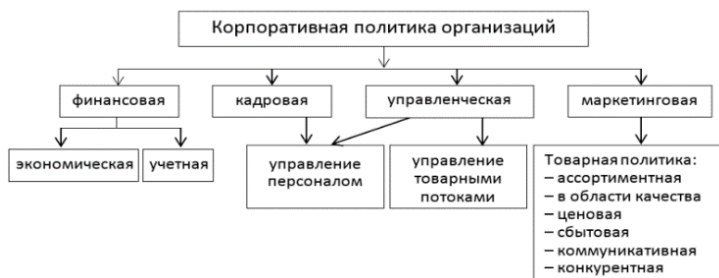 Корпоративная политика организаций
финансовая
кадровая
управленческая
маркетинговая
экономическая
учетная
управление
персоналом
управление
товарными
потоками
Товарная политика:
– ассортиментная
– в области качества
– ценовая
– сбытовая
– коммуникативная
– конкурентная